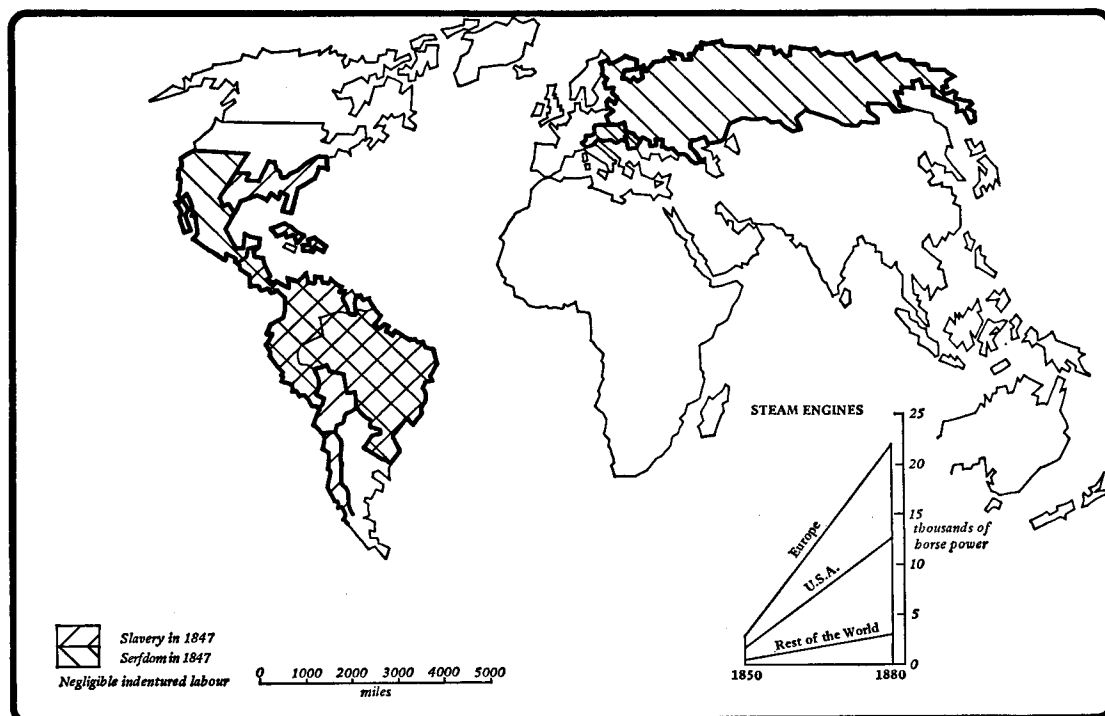 STEAM ENGINES
25
20
15
thousands of
horse power
10
5
0
Europe
U.S.A.
Rest of the World
1850
1880
Slavery in 1847
Serfdom in 1847
Negligible indentured labour
0 1000 2000 3000 4000 5000
miles